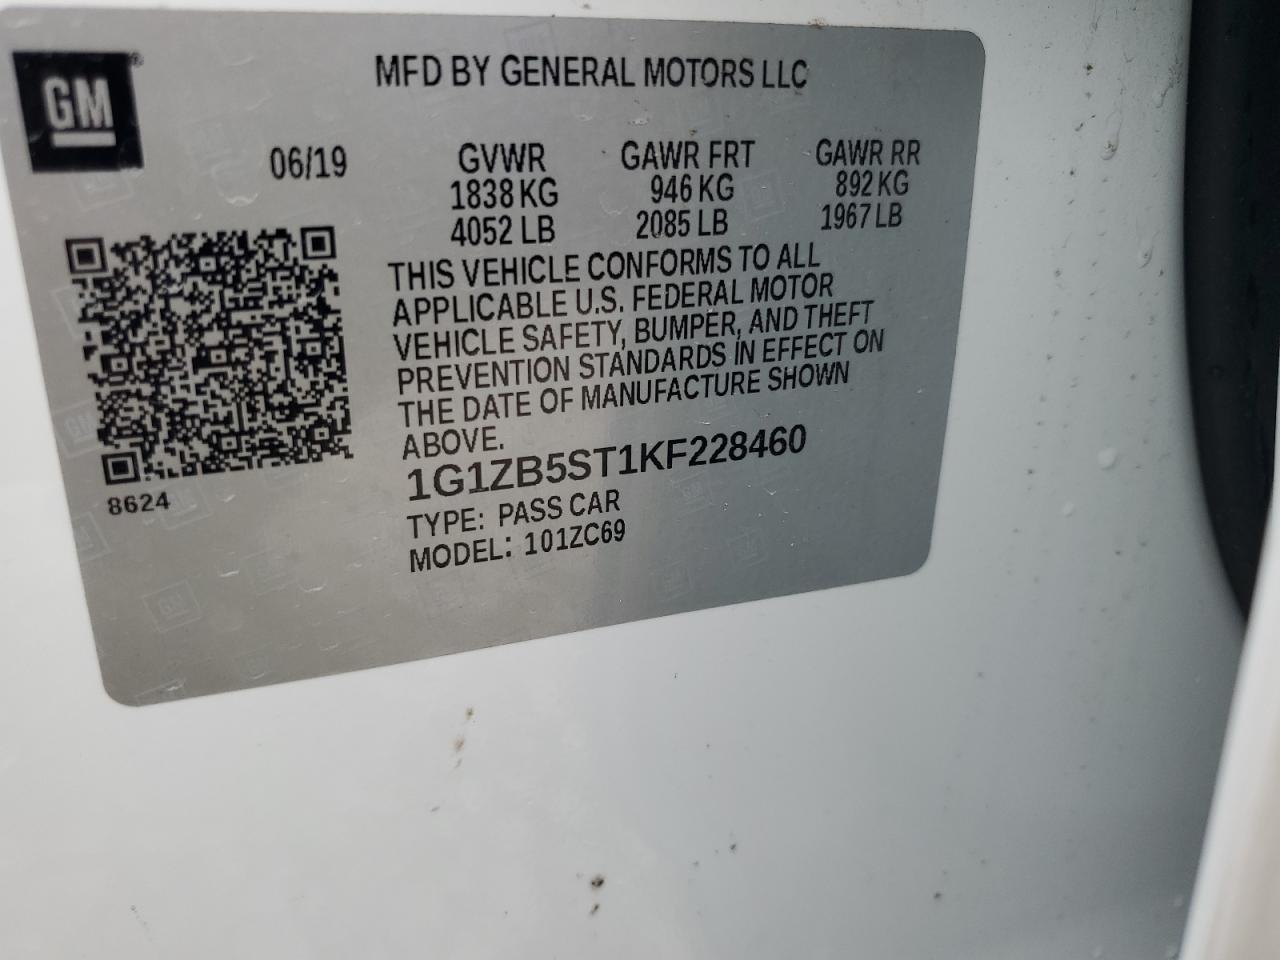 GM
MFD BY GENERAL MOTORS LLC
06/19 GVWR GAWR FRT GAWR RR
1838 KG 946 KG 892 KG
4052 LB 2085 LB 1967 LB
THIS VEHICLE CONFORMS TO ALL
APPLICABLE U.S. FEDERAL MOTOR
VEHICLE SAFETY, BUMPER, AND THEFT
PREVENTION STANDARDS IN EFFECT ON
THE DATE OF MANUFACTURE SHOWN
ABOVE.
8624
1G1ZB5ST1KF228460
TYPE: PASS CAR
MODEL: 101ZC69